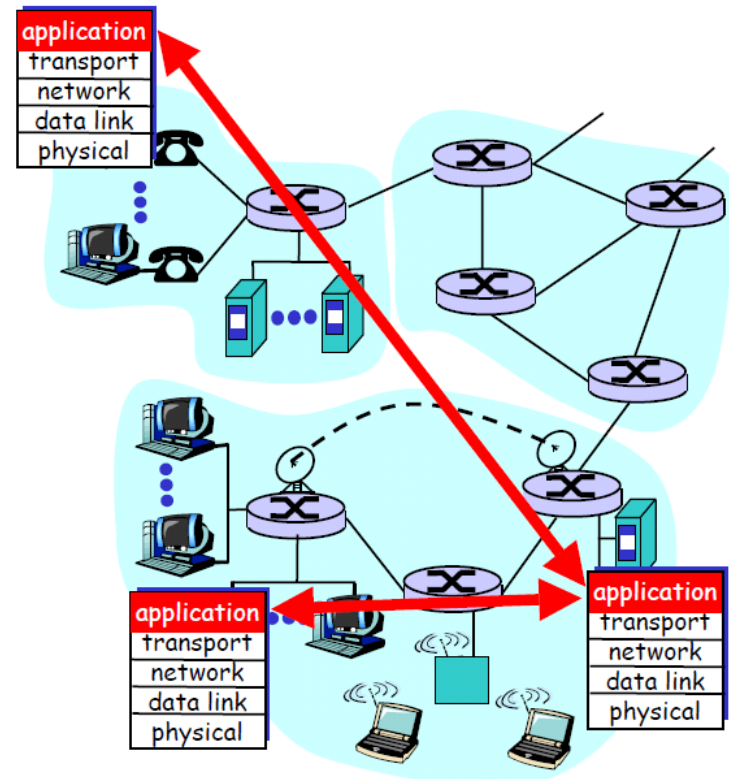 application
transport
network
data link
physical
application
transport
network
data link
physical
application
transport
network
data link
physical